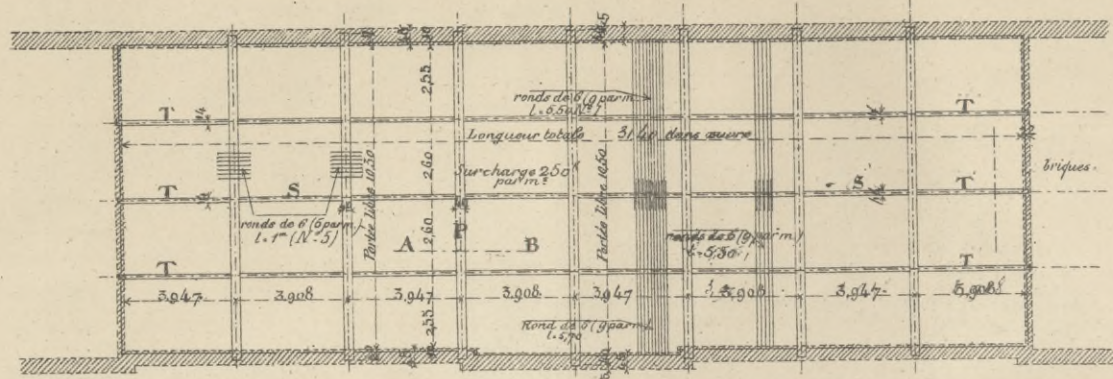 T
T
2,55
ronds de 6 (9 par m.
l = 5,50 N°1
Longueur totale 31.40 dans œuvre
Portée libre 10,50
2,60
Surcharge 250 K
par m²
Portée libre 10,50
briques.
T
S
S
T
ronds de 6 (5 par m.)
l = 1m (N° 5)
A
P
B
2,60
ronds de 6 (9 par m.)
l = 5,50
T
T
3,947
3,908
3,947
3,908
3,947
3,908
3,947
3,908
2,55
Rond de 6 (9 par m.)
l = 5,70